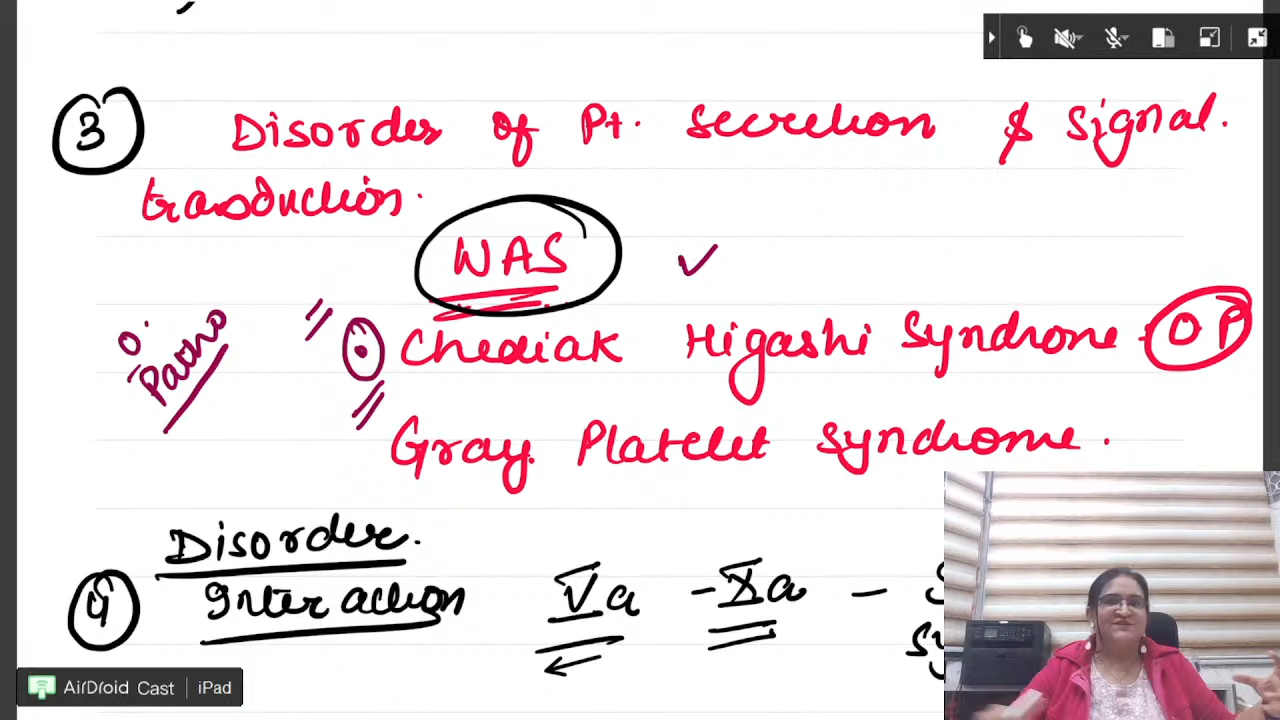 3 Disorder of Pt. secretion & signal.
transduction.
WAS
Patho
Chediak Higashi Syndrome
Gray Platelet Syndrome.
Disorder.
4 Interaction Va - Xa - S
Sy
AirDroid Cast iPad